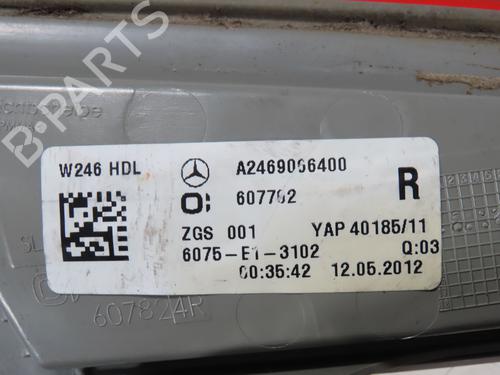 W246 HDL
A2469066400
607702
R
ZGS 001
YAP 40185/11
6075-E1-3102
Q:03
00:35:42 12.05.2012
607824R
B-PARTS